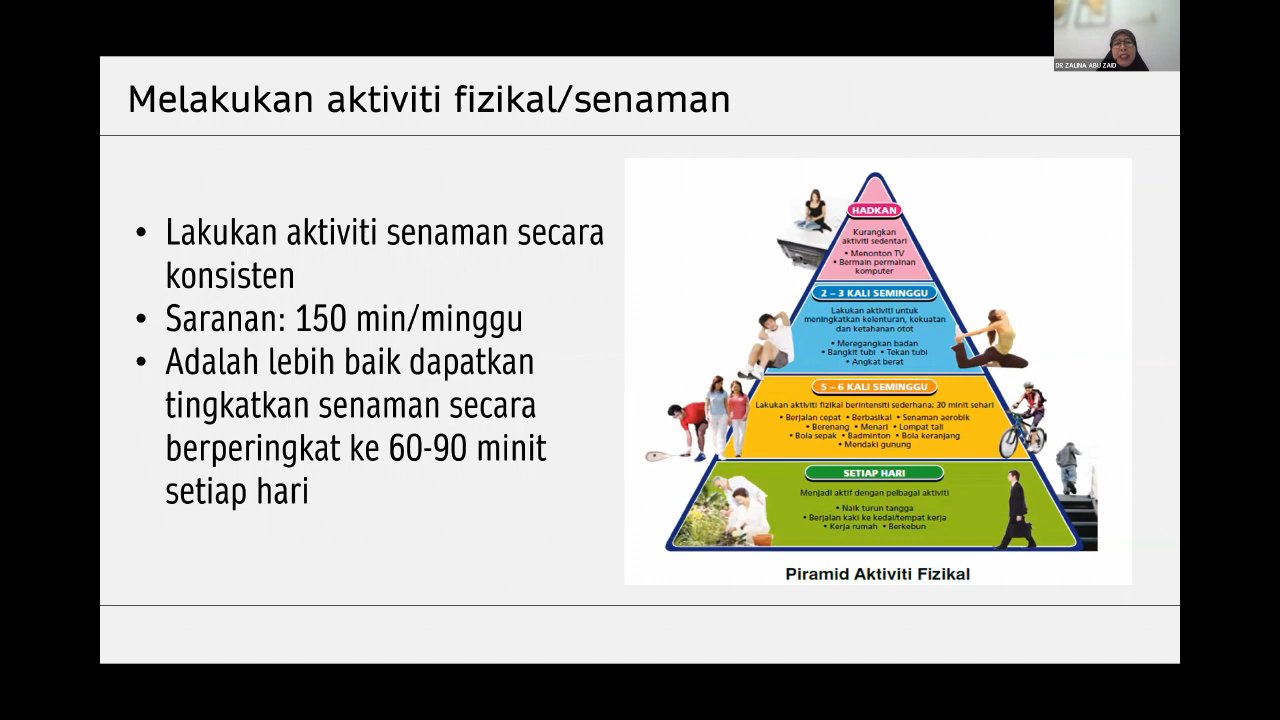 DR ZALINA ABU ZAID
Melakukan aktiviti fizikal/senaman
• Lakukan aktiviti senaman secara
konsisten
• Saranan: 150 min/minggu
• Adalah lebih baik dapatkan
tingkatkan senaman secara
berperingkat ke 60-90 minit
setiap hari
HADKAN
Kurangkan
aktiviti sedentari
• Menonton TV
• Bermain permainan
komputer
2 – 3 KALI SEMINGGU
Lakukan aktiviti untuk
meningkatkan kelenturan, kekuatan
dan ketahanan otot
• Meregangkan badan
• Bangkit tubi • Tekan tubi
• Angkat berat
5 – 6 KALI SEMINGGU
Lakukan aktiviti fizikal berintensiti sederhana; 30 minit sehari
• Berjalan cepat • Berbasikal • Senaman aerobik
• Berenang • Menari • Lompat tali
• Bola sepak • Badminton • Bola keranjang
• Mendaki gunung
SETIAP HARI
Menjadi aktif dengan pelbagai aktiviti
• Naik turun tangga
• Berjalan kaki ke kedai/tempat kerja
• Kerja rumah • Berkebun
Piramid Aktiviti Fizikal